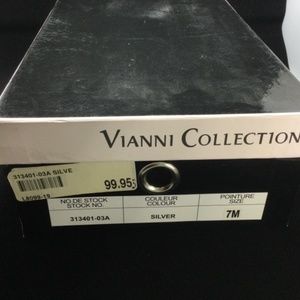 VIANNI COLLECTION
313401-03A SILVE
99.95
L8099-19
NO DE STOCK
STOCK NO.
COULEUR
COLOUR
POINTURE
SIZE
313401-03A
SILVER
7M